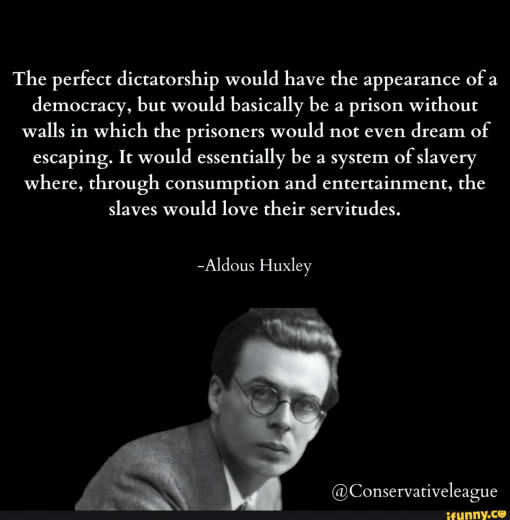 The perfect dictatorship would have the appearance of a
democracy, but would basically be a prison without
walls in which the prisoners would not even dream of
escaping. It would essentially be a system of slavery
where, through consumption and entertainment, the
slaves would love their servitudes.
-Aldous Huxley
@Conservativeleague
ifunny.co